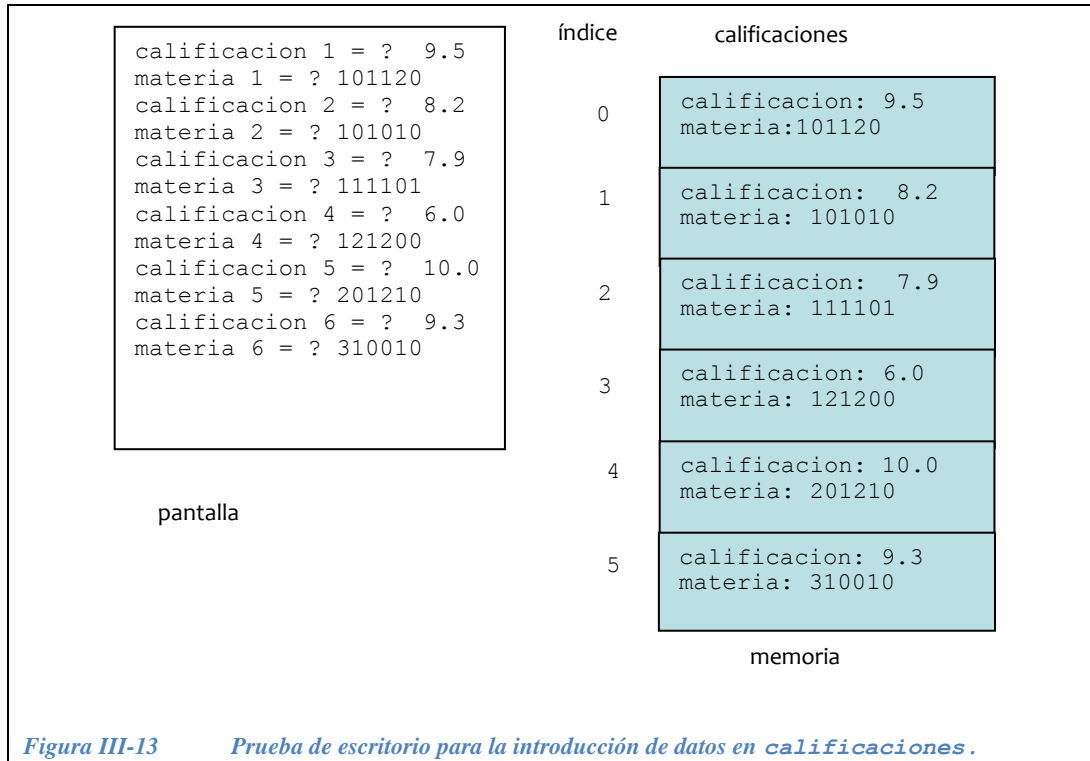 calificacion 1 = ?  9.5
materia 1 = ? 101120
calificacion 2 = ?  8.2
materia 2 = ? 101010
calificacion 3 = ?  7.9
materia 3 = ? 111101
calificacion 4 = ?  6.0
materia 4 = ? 121200
calificacion 5 = ?  10.0
materia 5 = ? 201210
calificacion 6 = ?  9.3
materia 6 = ? 310010
pantalla
índice
calificaciones
0
calificacion: 9.5
materia:101120
1
calificacion:  8.2
materia: 101010
2
calificacion:  7.9
materia: 111101
3
calificacion: 6.0
materia: 121200
4
calificacion: 10.0
materia: 201210
5
calificacion: 9.3
materia: 310010
memoria
Figura III-13 Prueba de escritorio para la introducción de datos en calificaciones.